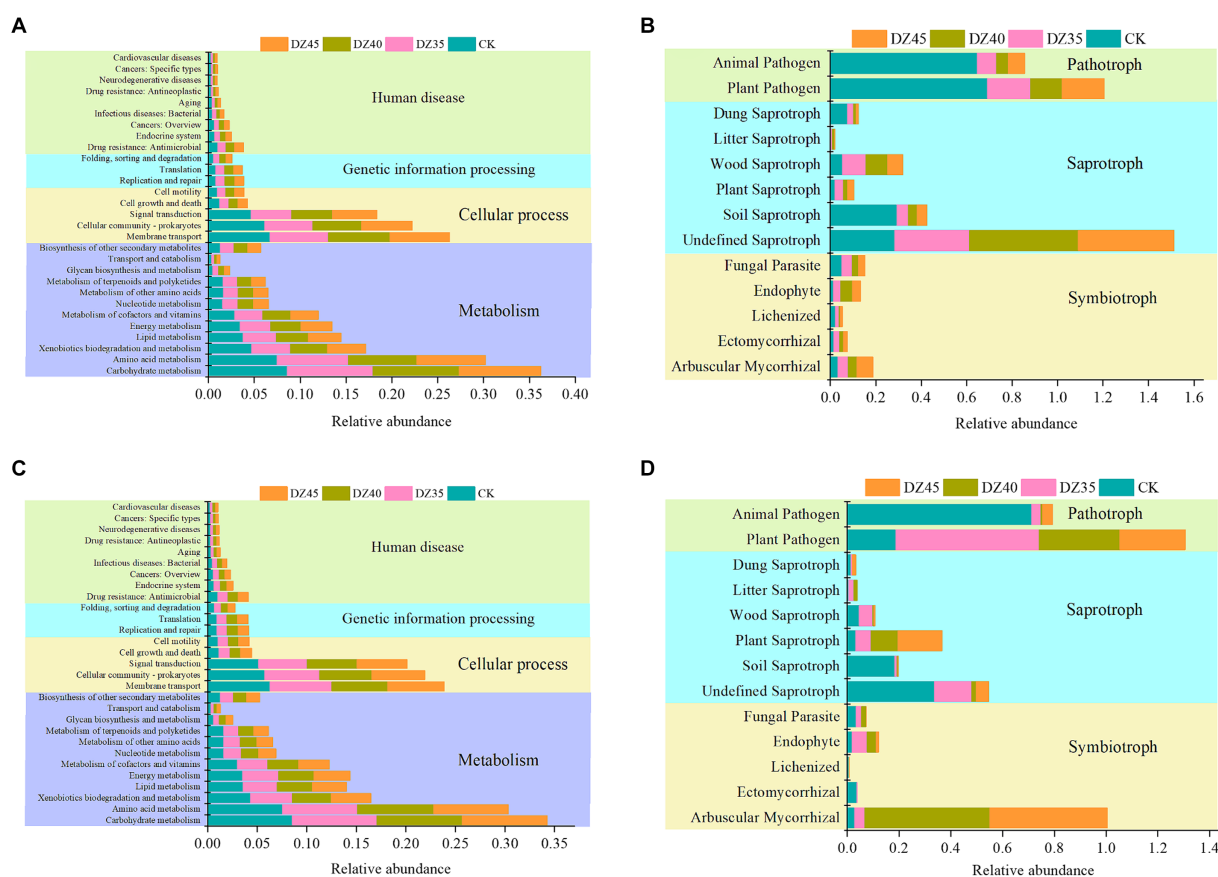 A
DZ45 DZ40 DZ35 CK
Cardiovascular diseases
Cancers: Specific types
Neurodegenerative diseases
Drug resistance: Antineoplastic
Aging
Infectious diseases: Bacterial
Cancers: Overview
Endocrine system
Drug resistance: Antimicrobial
Folding, sorting and degradation
Translation
Replication and repair
Cell motility
Cell growth and death
Signal transduction
Cellular community - prokaryotes
Membrane transport
Biosynthesis of other secondary metabolites
Transport and catabolism
Glycan biosynthesis and metabolism
Metabolism of terpenoids and polyketides
Metabolism of other amino acids
Nucleotide metabolism
Metabolism of cofactors and vitamins
Energy metabolism
Lipid metabolism
Xenobiotics biodegradation and metabolism
Amino acid metabolism
Carbohydrate metabolism
Human disease
Genetic information processing
Cellular process
Metabolism
0.00 0.05 0.10 0.15 0.20 0.25 0.30 0.35 0.40
Relative abundance
B
DZ45 DZ40 DZ35 CK
Animal Pathogen
Plant Pathogen
Dung Saprotroph
Litter Saprotroph
Wood Saprotroph
Plant Saprotroph
Soil Saprotroph
Undefined Saprotroph
Fungal Parasite
Endophyte
Lichenized
Ectomycorrhizal
Arbuscular Mycorrhizal
Pathotroph
Saprotroph
Symbiotroph
0.0 0.2 0.4 0.6 0.8 1.0 1.2 1.4 1.6
Relative abundance
C
DZ45 DZ40 DZ35 CK
Cardiovascular diseases
Cancers: Specific types
Neurodegenerative diseases
Drug resistance: Antineoplastic
Aging
Infectious diseases: Bacterial
Cancers: Overview
Endocrine system
Drug resistance: Antimicrobial
Folding, sorting and degradation
Translation
Replication and repair
Cell motility
Cell growth and death
Signal transduction
Cellular community - prokaryotes
Membrane transport
Biosynthesis of other secondary metabolites
Transport and catabolism
Glycan biosynthesis and metabolism
Metabolism of terpenoids and polyketides
Metabolism of other amino acids
Nucleotide metabolism
Metabolism of cofactors and vitamins
Energy metabolism
Lipid metabolism
Xenobiotics biodegradation and metabolism
Amino acid metabolism
Carbohydrate metabolism
Human disease
Genetic information processing
Cellular process
Metabolism
0.00 0.05 0.10 0.15 0.20 0.25 0.30 0.35
Relative abundance
D
DZ45 DZ40 DZ35 CK
Animal Pathogen
Plant Pathogen
Dung Saprotroph
Litter Saprotroph
Wood Saprotroph
Plant Saprotroph
Soil Saprotroph
Undefined Saprotroph
Fungal Parasite
Endophyte
Lichenized
Ectomycorrhizal
Arbuscular Mycorrhizal
Pathotroph
Saprotroph
Symbiotroph
0.0 0.2 0.4 0.6 0.8 1.0 1.2 1.4
Relative abundance